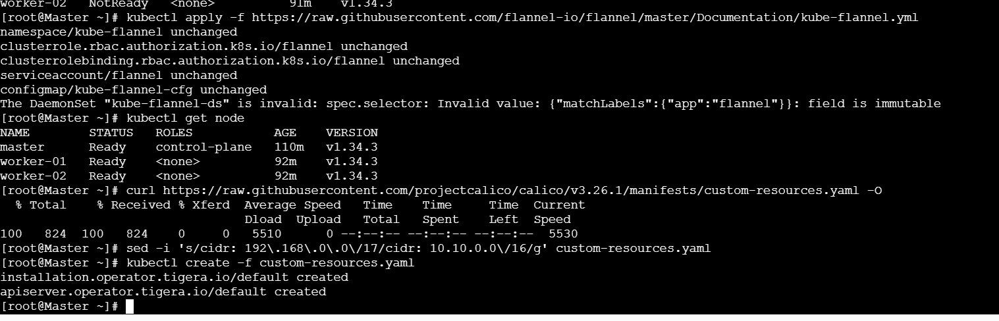 worker-02   NotReady   <none>          91m    v1.34.3
[root@Master ~]# kubectl apply -f https://raw.githubusercontent.com/flannel-io/flannel/master/Documentation/kube-flannel.yml
namespace/kube-flannel unchanged
clusterrole.rbac.authorization.k8s.io/flannel unchanged
clusterrolebinding.rbac.authorization.k8s.io/flannel unchanged
serviceaccount/flannel unchanged
configmap/kube-flannel-cfg unchanged
The DaemonSet "kube-flannel-ds" is invalid: spec.selector: Invalid value: {"matchLabels":{"app":"flannel"}}: field is immutable
[root@Master ~]# kubectl get node
NAME        STATUS   ROLES           AGE    VERSION
master      Ready    control-plane   110m   v1.34.3
worker-01   Ready    <none>          92m    v1.34.3
worker-02   Ready    <none>          92m    v1.34.3
[root@Master ~]# curl https://raw.githubusercontent.com/projectcalico/calico/v3.26.1/manifests/custom-resources.yaml -O
  % Total    % Received % Xferd  Average Speed   Time    Time     Time  Current
                                 Dload  Upload   Total   Spent    Left  Speed
100   824  100   824    0     0   5510      0 --:--:-- --:--:-- --:--:--  5530
[root@Master ~]# sed -i 's/cidr: 192\.168\.0\.0\/17/cidr: 10.10.0.0\/16/g' custom-resources.yaml
[root@Master ~]# kubectl create -f custom-resources.yaml
installation.operator.tigera.io/default created
apiserver.operator.tigera.io/default created
[root@Master ~]#